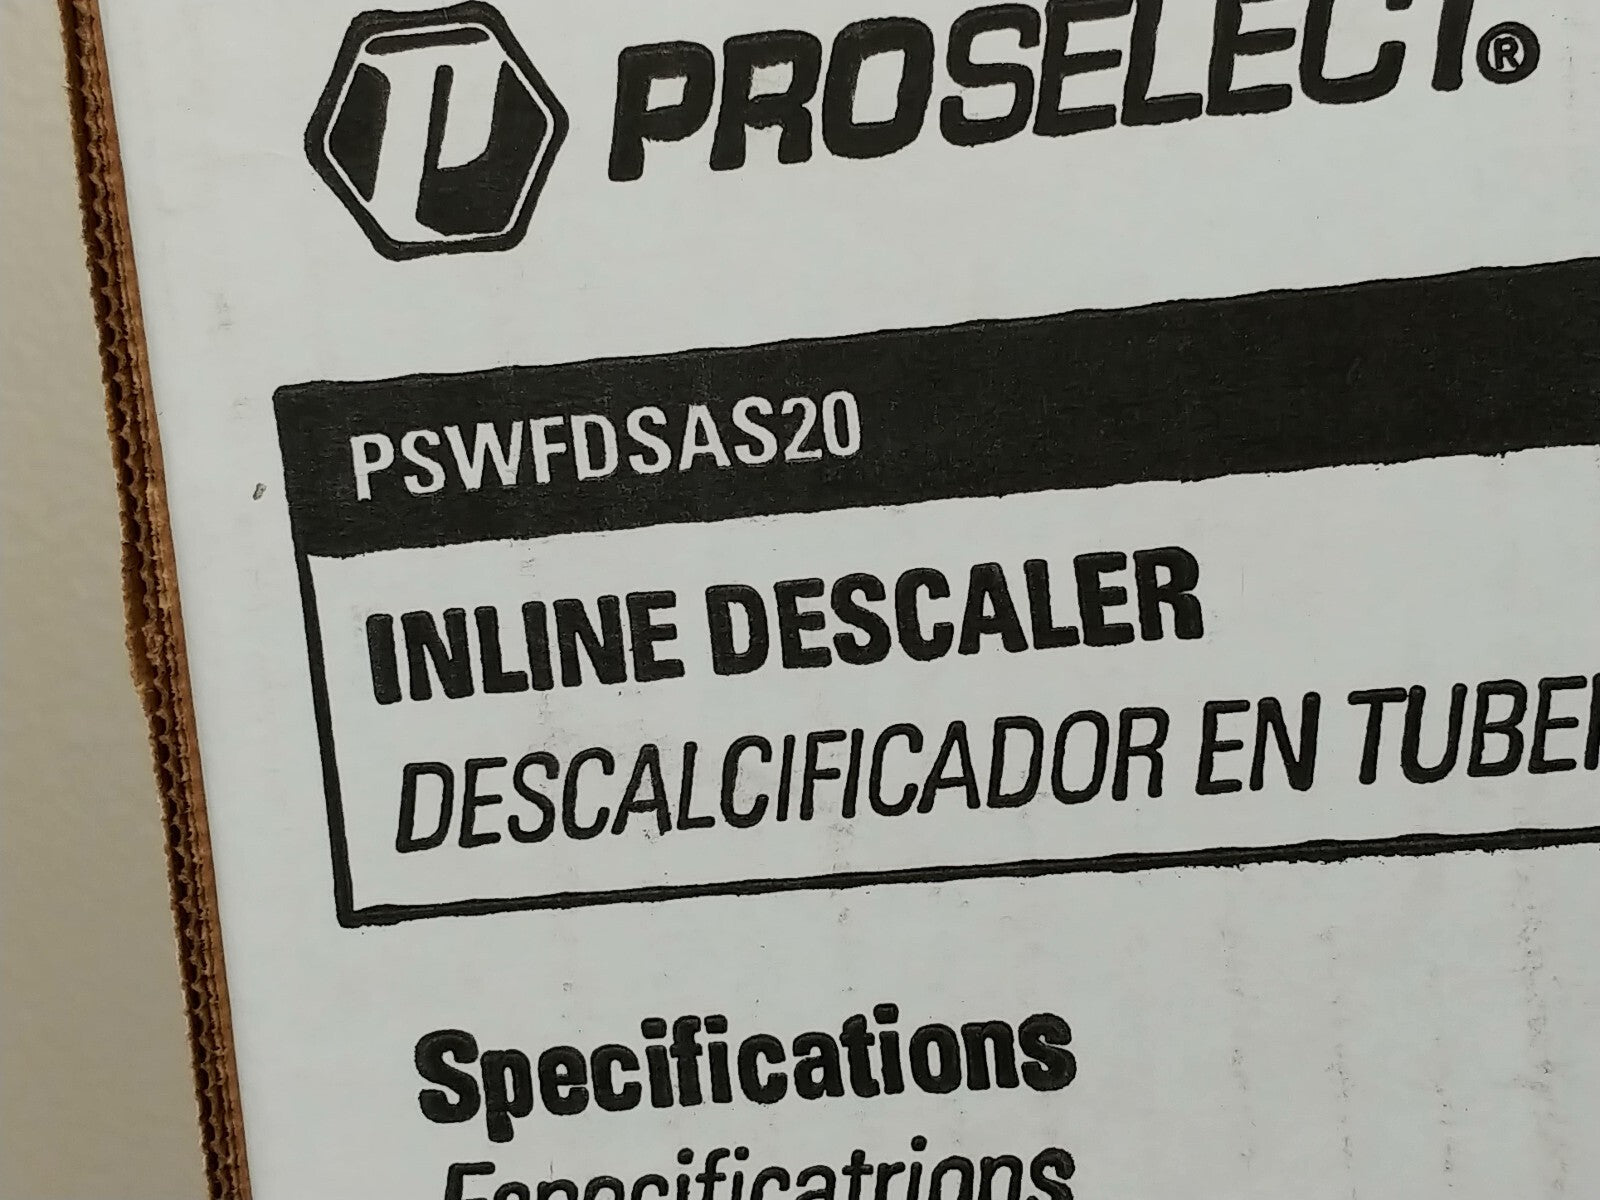 PROSELECT®
PSWFDSAS20
INLINE DESCALER
DESCALCIFICADOR EN
Specifications